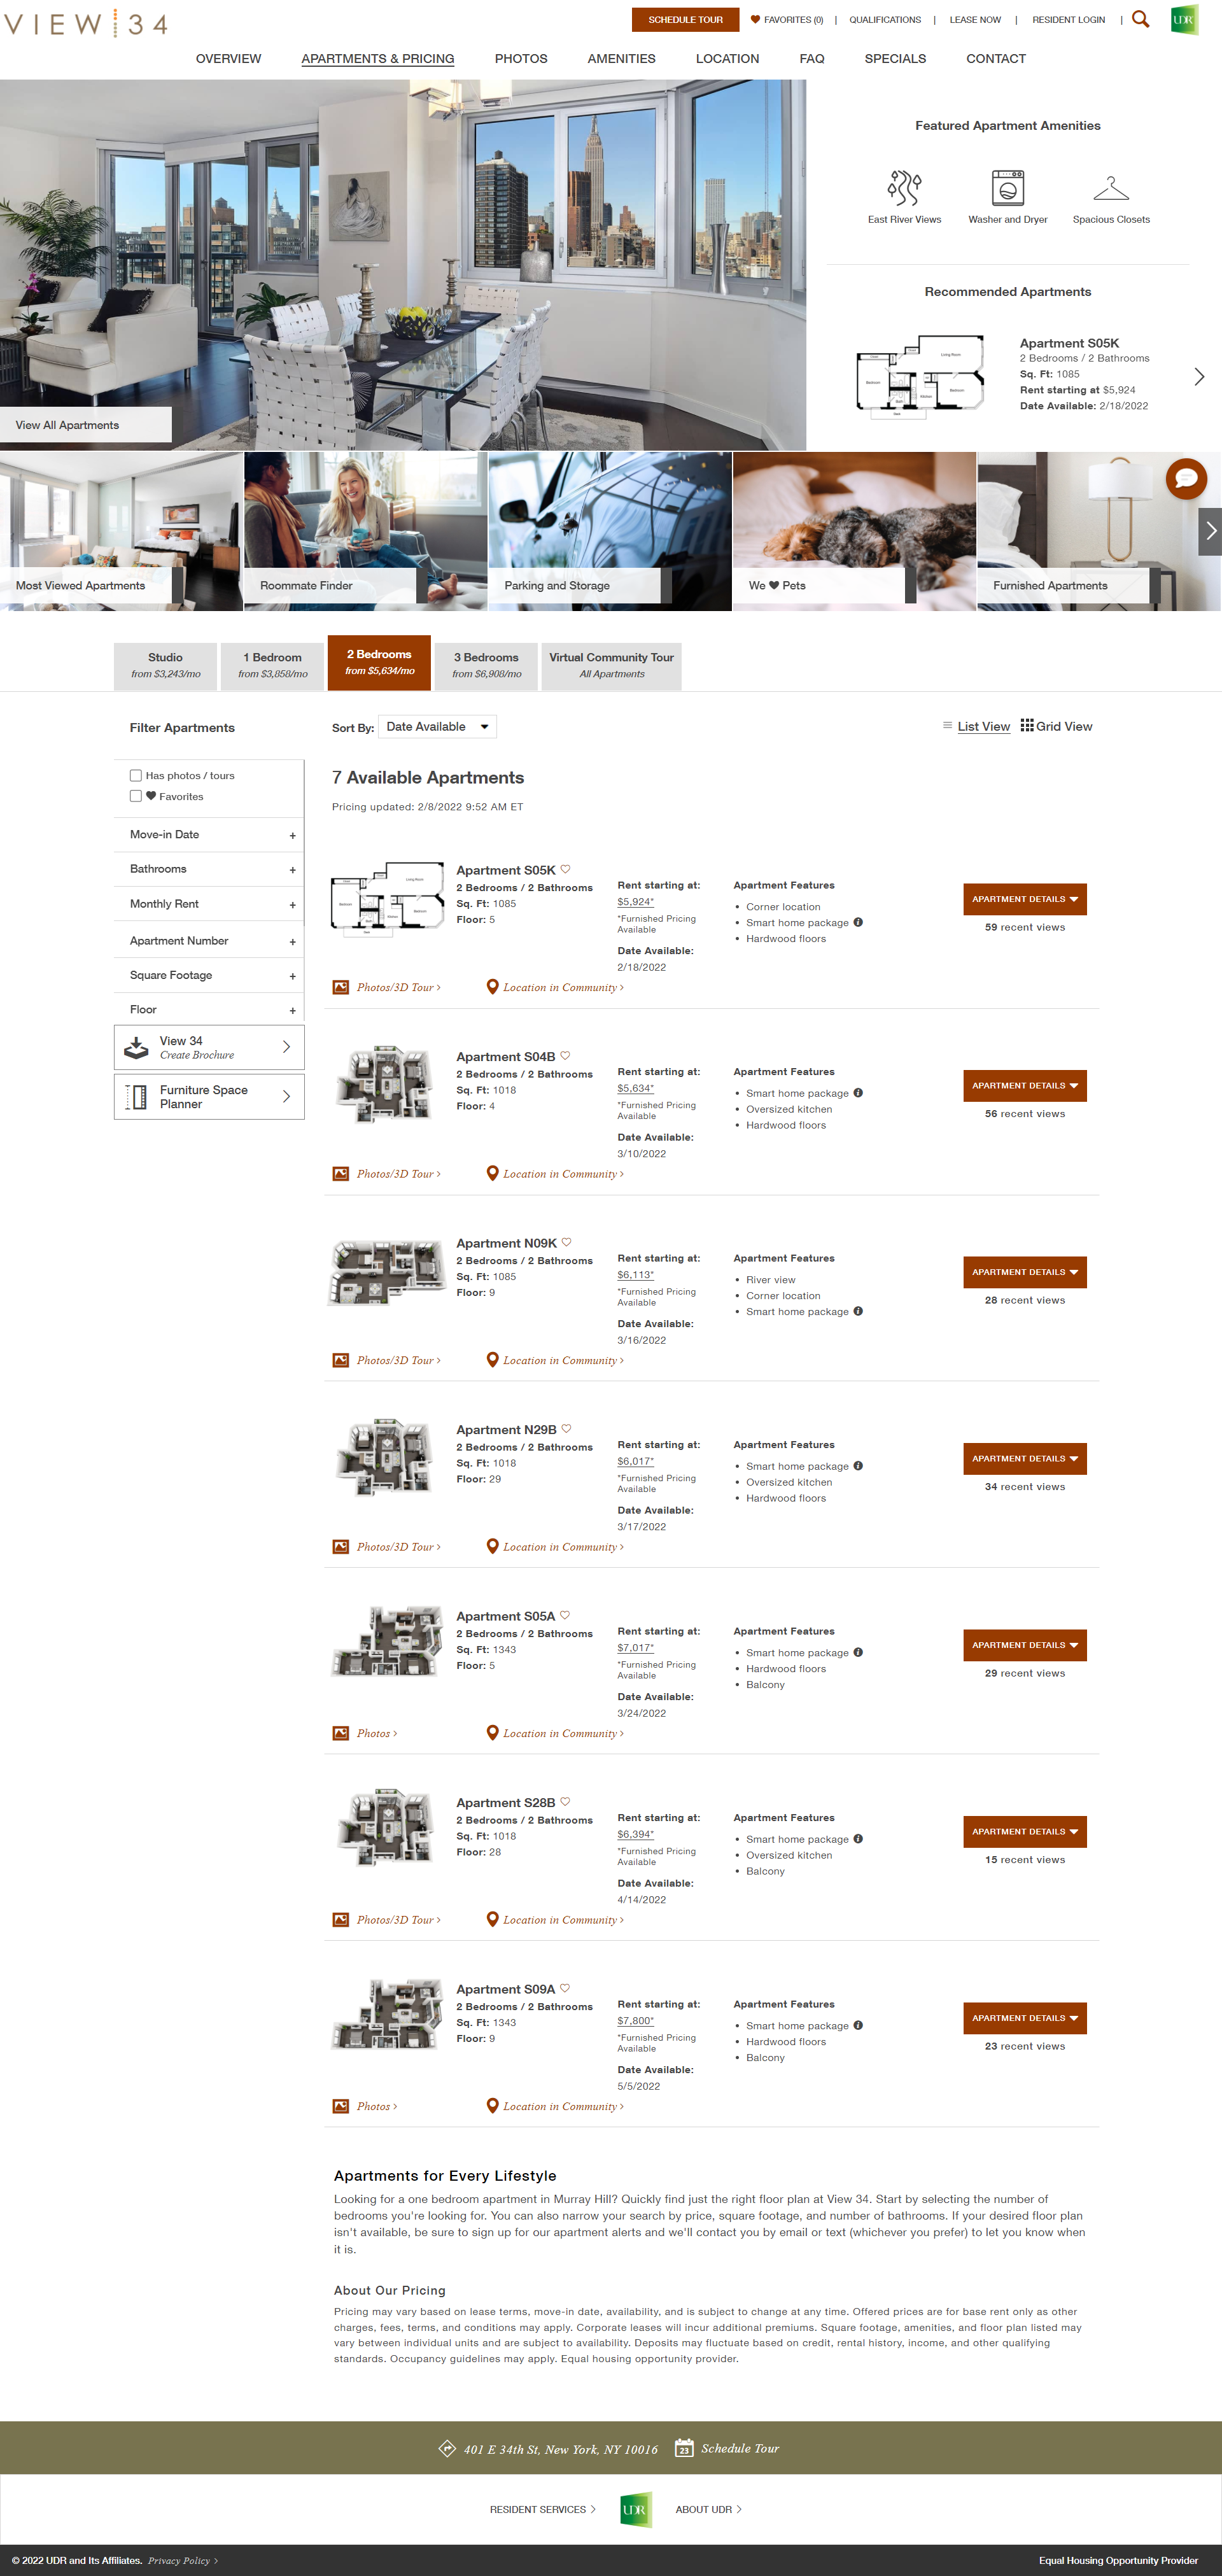 VIEW 34
SCHEDULE TOUR
FAVORITES (0) | QUALIFICATIONS | LEASE NOW | RESIDENT LOGIN |
UDR
OVERVIEW APARTMENTS & PRICING PHOTOS AMENITIES LOCATION FAQ SPECIALS CONTACT
View All Apartments
Featured Apartment Amenities
East River Views Washer and Dryer Spacious Closets
Recommended Apartments
Apartment S05K
2 Bedrooms / 2 Bathrooms
Sq. Ft: 1085
Rent starting at $5,924
Date Available: 2/18/2022
Most Viewed Apartments
Roommate Finder
Parking and Storage
We ♥ Pets
Furnished Apartments
Studio
from $3,243/mo
1 Bedroom
from $3,858/mo
2 Bedrooms
from $5,634/mo
3 Bedrooms
from $6,908/mo
Virtual Community Tour
All Apartments
Filter Apartments
Has photos / tours
Favorites
Move-in Date +
Bathrooms +
Monthly Rent +
Apartment Number +
Square Footage +
Floor +
View 34
Create Brochure
Furniture Space
Planner
Sort By: Date Available
List View Grid View
7 Available Apartments
Pricing updated: 2/8/2022 9:52 AM ET
Apartment S05K
2 Bedrooms / 2 Bathrooms
Sq. Ft: 1085
Floor: 5
Rent starting at:
$5,924*
*Furnished Pricing
Available
Date Available:
2/18/2022
Apartment Features
• Corner location
• Smart home package
• Hardwood floors
APARTMENT DETAILS
59 recent views
Photos/3D Tour >
Location in Community >
Apartment S04B
2 Bedrooms / 2 Bathrooms
Sq. Ft: 1018
Floor: 4
Rent starting at:
$5,634*
*Furnished Pricing
Available
Date Available:
3/10/2022
Apartment Features
• Smart home package
• Oversized kitchen
• Hardwood floors
APARTMENT DETAILS
56 recent views
Photos/3D Tour >
Location in Community >
Apartment N09K
2 Bedrooms / 2 Bathrooms
Sq. Ft: 1085
Floor: 9
Rent starting at:
$6,113*
*Furnished Pricing
Available
Date Available:
3/16/2022
Apartment Features
• River view
• Corner location
• Smart home package
APARTMENT DETAILS
28 recent views
Photos/3D Tour >
Location in Community >
Apartment N29B
2 Bedrooms / 2 Bathrooms
Sq. Ft: 1018
Floor: 29
Rent starting at:
$6,017*
*Furnished Pricing
Available
Date Available:
3/17/2022
Apartment Features
• Smart home package
• Oversized kitchen
• Hardwood floors
APARTMENT DETAILS
34 recent views
Photos/3D Tour >
Location in Community >
Apartment S05A
2 Bedrooms / 2 Bathrooms
Sq. Ft: 1343
Floor: 5
Rent starting at:
$7,017*
*Furnished Pricing
Available
Date Available:
3/24/2022
Apartment Features
• Smart home package
• Hardwood floors
• Balcony
APARTMENT DETAILS
29 recent views
Photos >
Location in Community >
Apartment S28B
2 Bedrooms / 2 Bathrooms
Sq. Ft: 1018
Floor: 28
Rent starting at:
$6,394*
*Furnished Pricing
Available
Date Available:
4/14/2022
Apartment Features
• Smart home package
• Oversized kitchen
• Balcony
APARTMENT DETAILS
15 recent views
Photos/3D Tour >
Location in Community >
Apartment S09A
2 Bedrooms / 2 Bathrooms
Sq. Ft: 1343
Floor: 9
Rent starting at:
$7,800*
*Furnished Pricing
Available
Date Available:
5/5/2022
Apartment Features
• Smart home package
• Hardwood floors
• Balcony
APARTMENT DETAILS
23 recent views
Photos >
Location in Community >
Apartments for Every Lifestyle
Looking for a one bedroom apartment in Murray Hill? Quickly find just the right floor plan at View 34. Start by selecting the number of
bedrooms you're looking for. You can also narrow your search by price, square footage, and number of bathrooms. If your desired floor plan
isn't available, be sure to sign up for our apartment alerts and we'll contact you by email or text (whichever you prefer) to let you know when
it is.
About Our Pricing
Pricing may vary based on lease terms, move-in date, availability, and is subject to change at any time. Offered prices are for base rent only as other
charges, fees, terms, and conditions may apply. Corporate leases will incur additional premiums. Square footage, amenities, and floor plan listed may
vary between individual units and are subject to availability. Deposits may fluctuate based on credit, rental history, income, and other qualifying
standards. Occupancy guidelines may apply. Equal housing opportunity provider.
401 E 34th St, New York, NY 10016
23 Schedule Tour
RESIDENT SERVICES > UDR ABOUT UDR >
© 2022 UDR and Its Affiliates. Privacy Policy >
Equal Housing Opportunity Provider